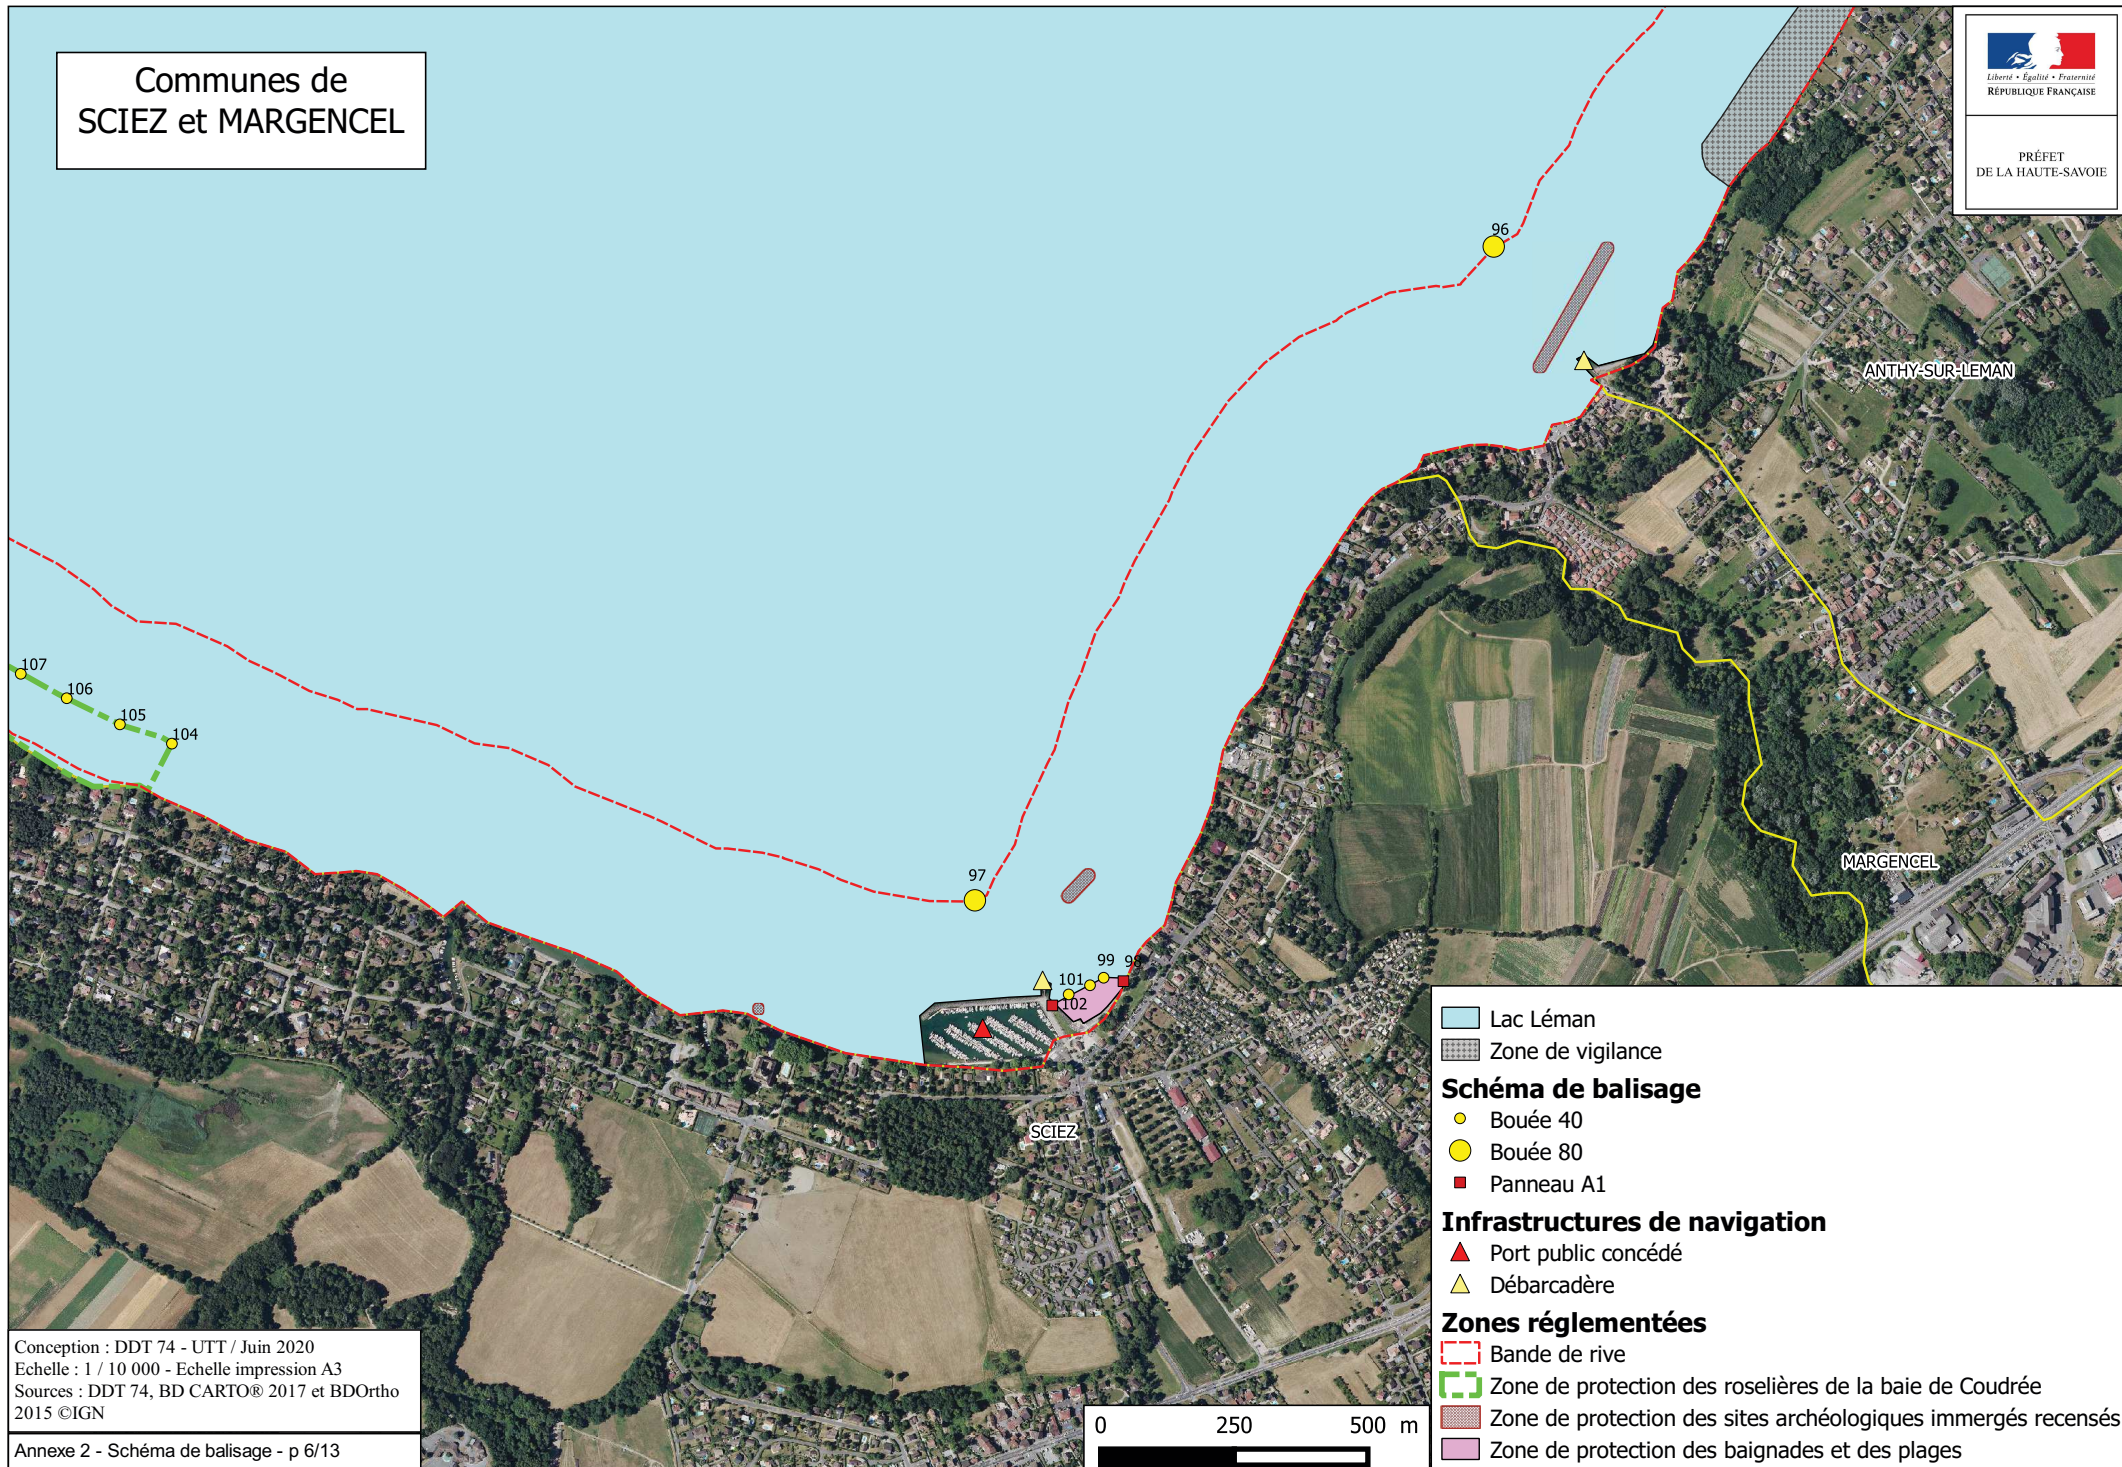 Communes de
SCIEZ et MARGENCEL
Liberté • Égalité • Fraternité
RÉPUBLIQUE FRANÇAISE
PRÉFET
DE LA HAUTE-SAVOIE
96
ANTHY-SUR-LEMAN
107
106
105
104
97
MARGENCEL
99
98
101
102
SCIEZ
Lac Léman
Zone de vigilance
Schéma de balisage
Bouée 40
Bouée 80
Panneau A1
Infrastructures de navigation
Port public concédé
Débarcadère
Zones réglementées
Bande de rive
Zone de protection des roselières de la baie de Coudrée
Zone de protection des sites archéologiques immergés recensés
Zone de protection des baignades et des plages
Conception : DDT 74 - UTT / Juin 2020
Echelle : 1 / 10 000 - Echelle impression A3
Sources : DDT 74, BD CARTO® 2017 et BDOrtho
2015 ©IGN
Annexe 2 - Schéma de balisage - p 6/13
0 250 500 m